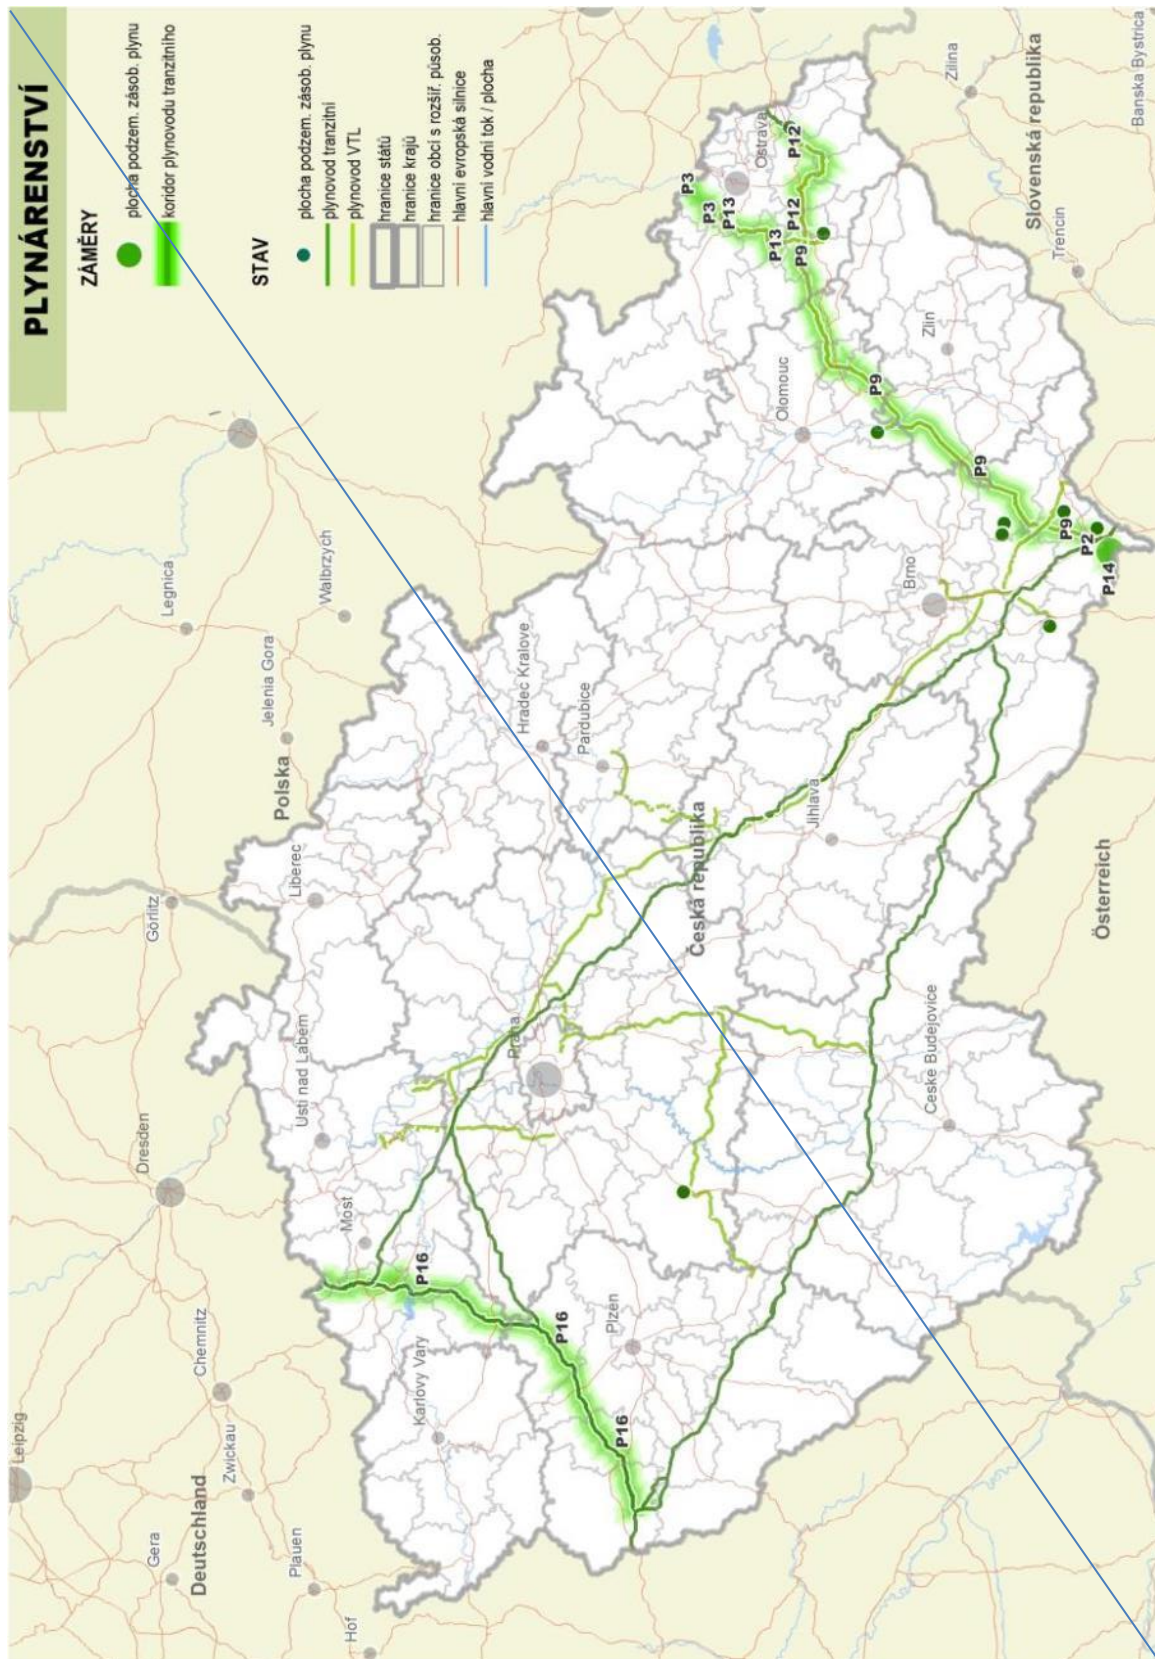 PLYNÁRENSTVÍ
ZÁMĚRY
plocha podzem. zásob. plynu
koridor plynovodu tranzitního
STAV
plocha podzem. zásob. plynu
plynovod tranzitní
plynovod VTL
hranice států
hranice krajů
hranice obcí s rozšiř. působ.
hlavní evropská silnice
hlavní vodní tok / plocha
Leipzig
Gera
Zwickau
Chemnitz
Dresden
Görlitz
Legnica
Deutschland
Plauen
Hof
Jelenia Gora
Walbrzych
Polska
Most
Usti nad Labem
Liberec
Karlovy Vary
P16
P16
P16
Plzen
Praha
Hradec Kralove
Pardubice
Česká republika
Jihlava
Ceske Budejovice
Österreich
Brno
Olomouc
Zlin
Ostrava
P3
P3
P13
P13
P12
P12
P9
P9
P9
P9
P2
P14
Slovenská republika
Zilina
Trencin
Banska Bystrica